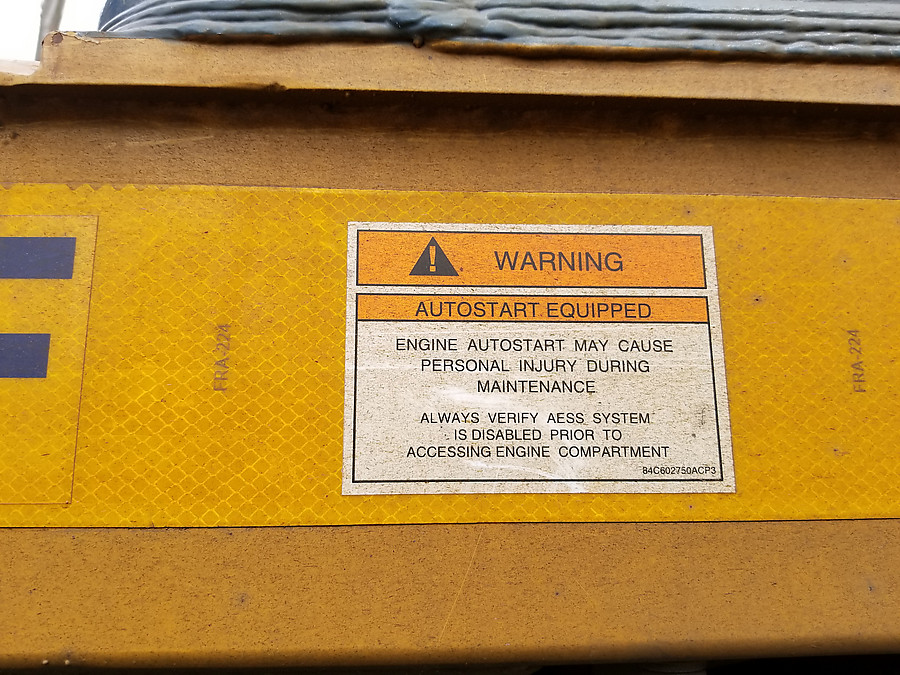 WARNING
AUTOSTART EQUIPPED
ENGINE AUTOSTART MAY CAUSE
PERSONAL INJURY DURING
MAINTENANCE
ALWAYS VERIFY AESS SYSTEM
IS DISABLED PRIOR TO
ACCESSING ENGINE COMPARTMENT
84C602750ACP3
FRA-224
FRA-224